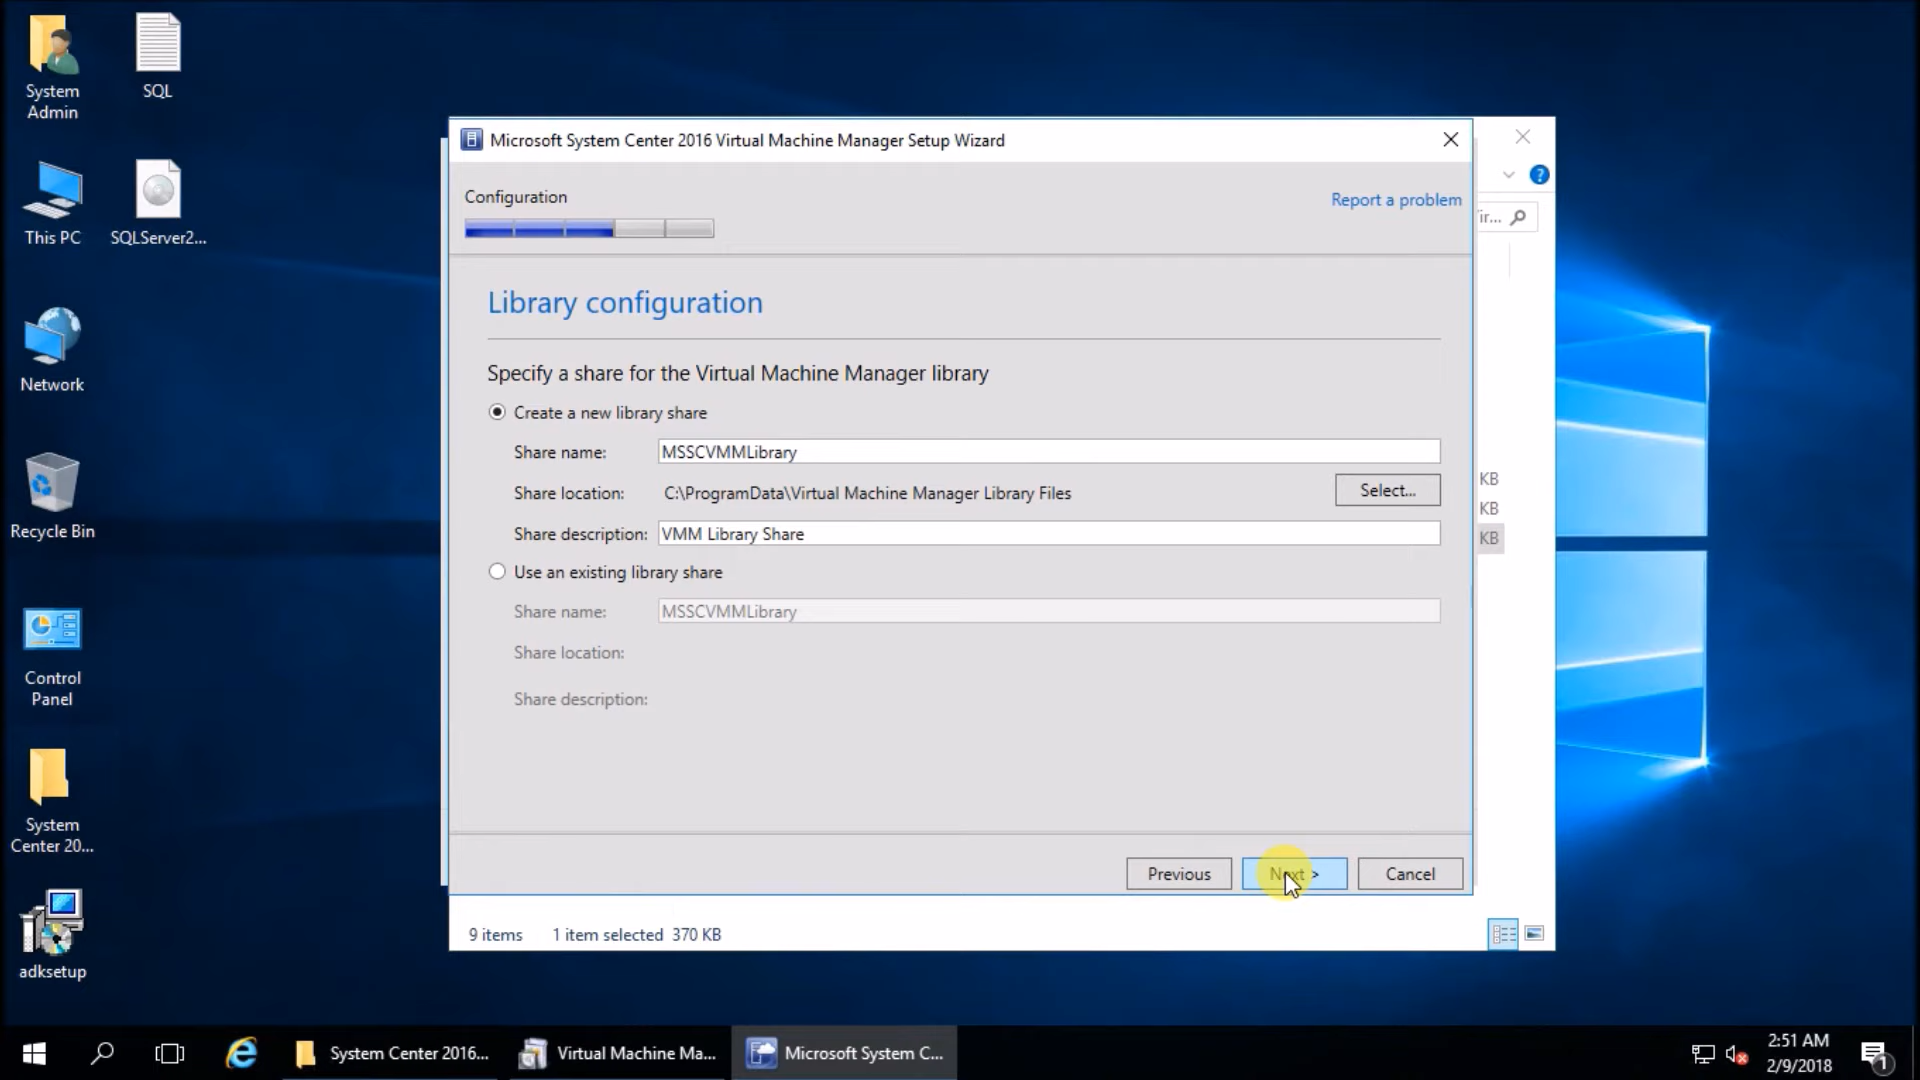 System
Admin
SQL
This PC
SQLServer2...
Network
Recycle Bin
Control
Panel
System
Center 20...
adksetup
Microsoft System Center 2016 Virtual Machine Manager Setup Wizard
Configuration
Report a problem
Library configuration
Specify a share for the Virtual Machine Manager library
Create a new library share
Share name: MSSCVMMLibrary
Share location: C:\ProgramData\Virtual Machine Manager Library Files Select...
Share description: VMM Library Share
Use an existing library share
Share name: MSSCVMMLibrary
Share location:
Share description:
Previous Next > Cancel
?
ir...
KB
KB
KB
9 items 1 item selected 370 KB
System Center 2016... Virtual Machine Ma... Microsoft System C...
2:51 AM
2/9/2018
1